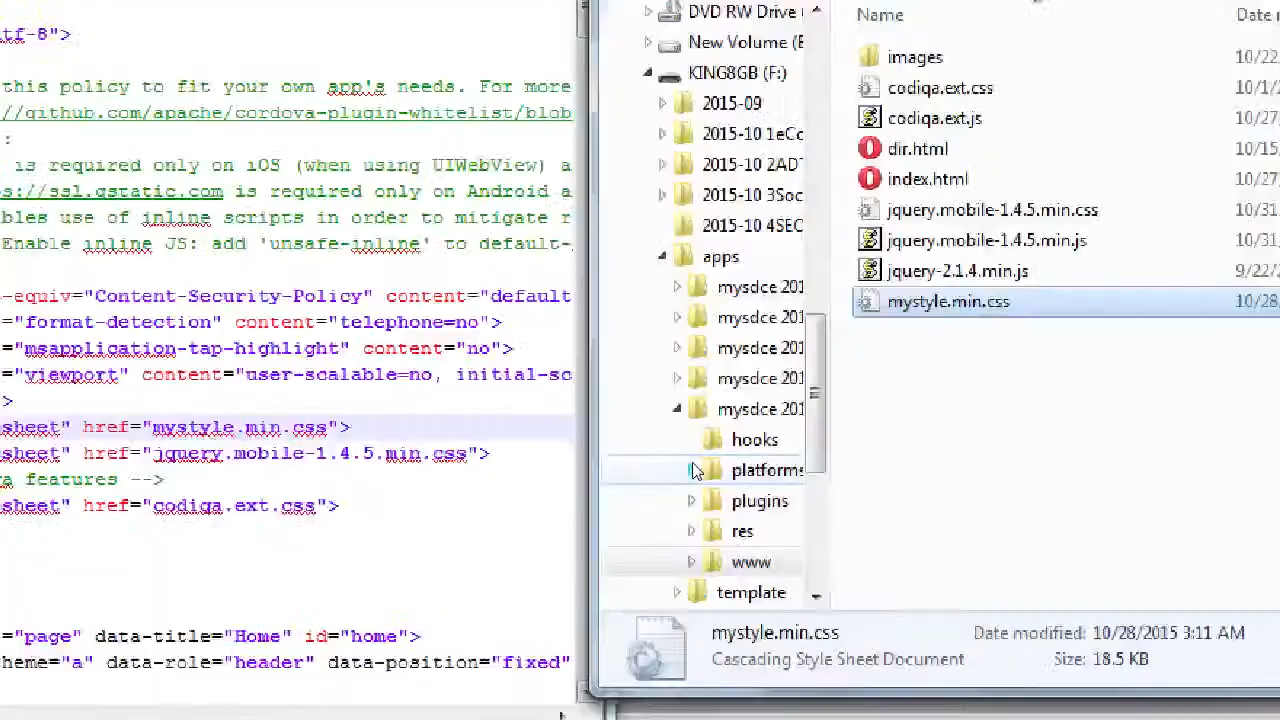 tf-8">
this policy to fit your own app's needs. For more
//github.com/apache/cordova-plugin-whitelist/blob
:
is required only on iOS (when using UIWebView) a
s://ssl.gstatic.com is required only on Android a
bles use of inline scripts in order to mitigate r
Enable inline JS: add 'unsafe-inline' to default-
-equiv="Content-Security-Policy" content="default
="format-detection" content="telephone=no">
="msapplication-tap-highlight" content="no">
="viewport" content="user-scalable=no, initial-sc
>
sheet" href="mystyle.min.css">
sheet" href="jquery.mobile-1.4.5.min.css">
va features -->
sheet" href="codiqa.ext.css">
="page" data-title="Home" id="home">
heme="a" data-role="header" data-position="fixed"
DVD RW Drive (
New Volume (E
KING8GB (F:)
2015-09
2015-10 1eCo
2015-10 2ADT
2015-10 3Soc
2015-10 4SEC
apps
mysdce 201
mysdce 201
mysdce 201
mysdce 201
mysdce 201
hooks
platforms
plugins
res
www
template
Name
Date r
images
10/22
codiqa.ext.css
10/1/2
codiqa.ext.js
10/27,
dir.html
10/15,
index.html
10/27,
jquery.mobile-1.4.5.min.css
10/31,
jquery.mobile-1.4.5.min.js
10/31,
jquery-2.1.4.min.js
9/22/2
mystyle.min.css
10/28,
mystyle.min.css
Date modified: 10/28/2015 3:11 AM
Cascading Style Sheet Document
Size: 18.5 KB